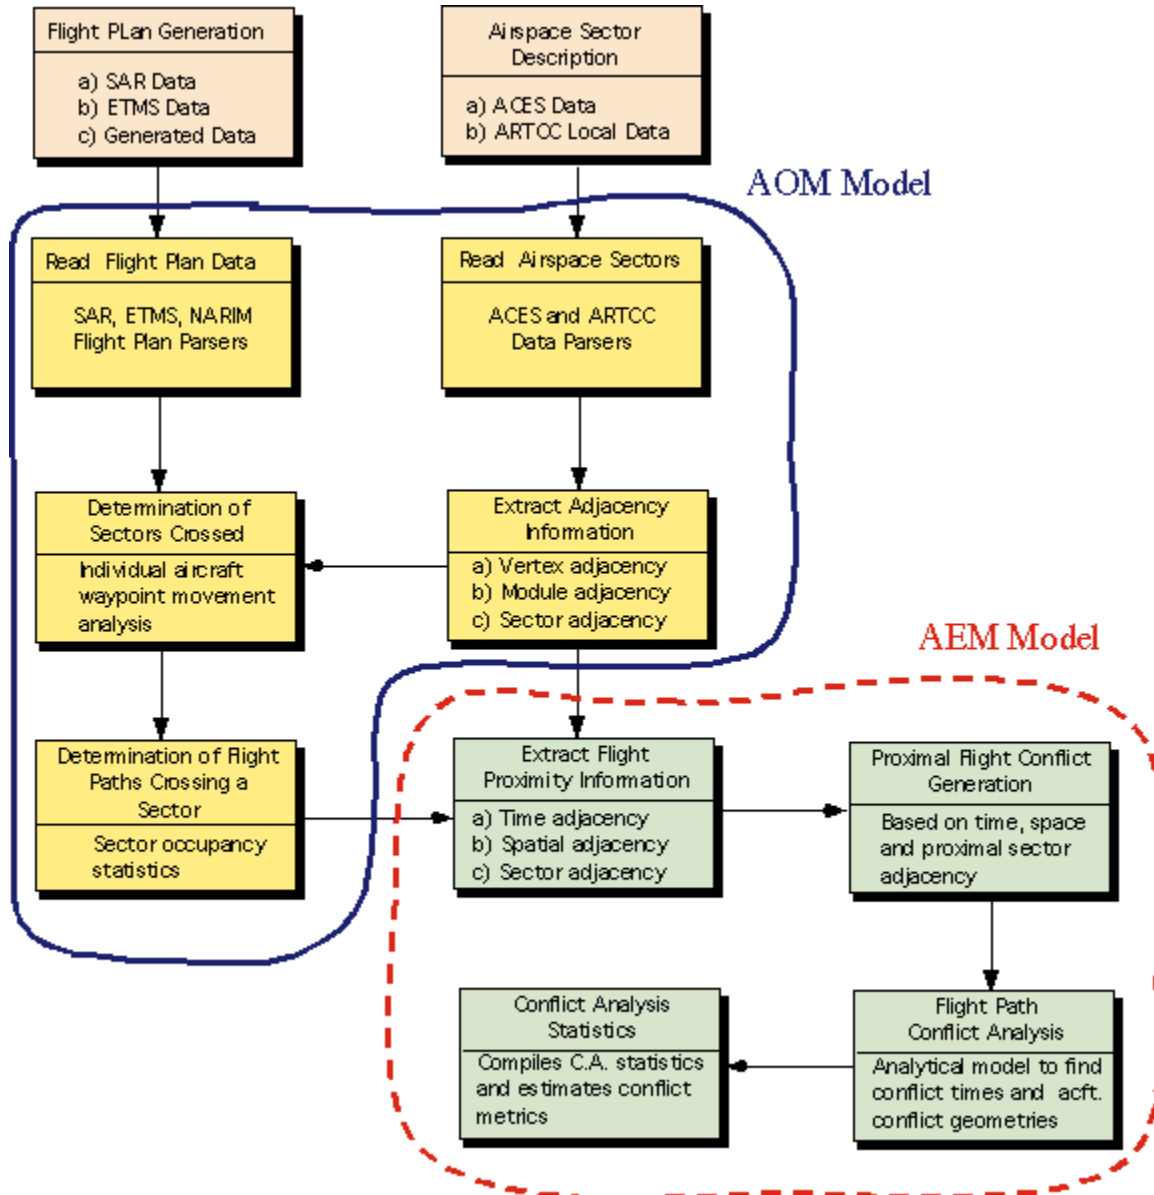 Flight PLan Generation
a) SAR Data
b) ETMS Data
c) Generated Data
Airspace Sector
Description
a) ACES Data
b) ARTCC Local Data
AOM Model
Read Flight Plan Data
SAR, ETMS, NARIM
Flight Plan Parsers
Read Airspace Sectors
ACES and ARTCC
Data Parsers
Determination of
Sectors Crossed
Individual aircraft
waypoint movement
analysis
Extract Adjacency
Information
a) Vertex adjacency
b) Module adjacency
c) Sector adjacency
AEM Model
Determination of Flight
Paths Crossing a
Sector
Sector occupancy
statistics
Extract Flight
Proximity Information
a) Time adjacency
b) Spatial adjacency
c) Sector adjacency
Proximal Flight Conflict
Generation
Based on time, space
and proximal sector
adjacency
Conflict Analysis
Statistics
Compiles C.A. statistics
and estimates conflict
metrics
Flight Path
Conflict Analysis
Analytical model to find
conflict times and acft.
conflict geometries